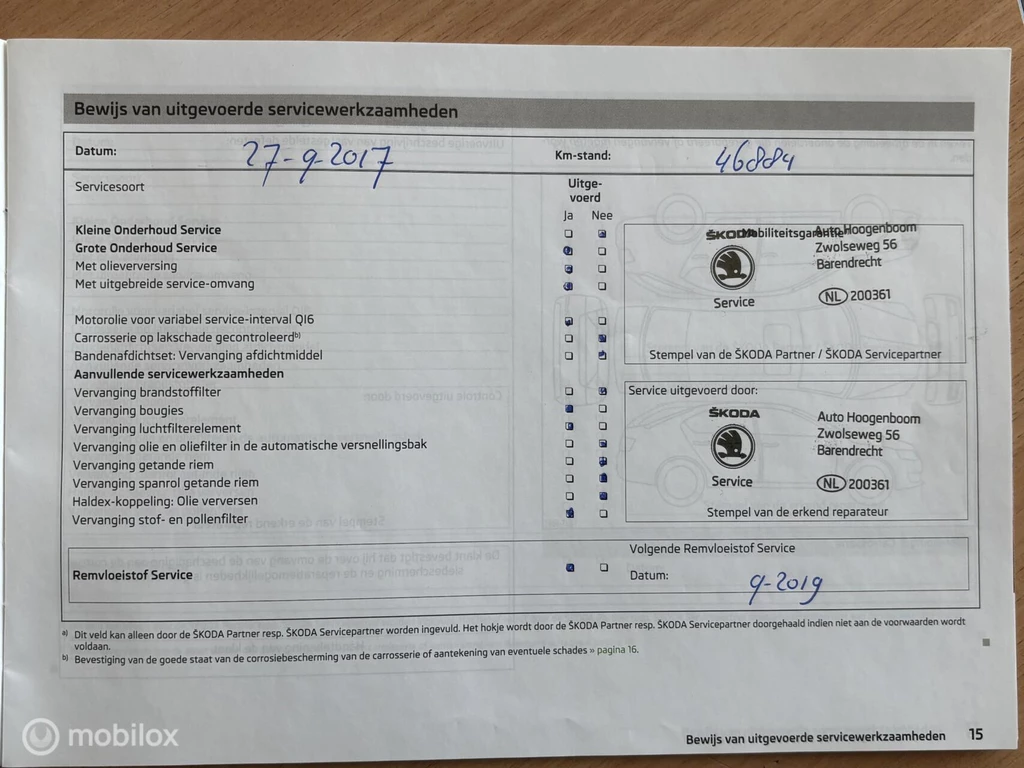 Bewijs van uitgevoerde servicewerkzaamheden
Datum: 27-9-2017 Km-stand: 46884
Servicesoort Uitge-
voerd
Ja Nee
Kleine Onderhoud Service
Grote Onderhoud Service
Met olieverversing
Met uitgebreide service-omvang
Motorolie voor variabel service-interval QI6
Carrosserie op lakschade gecontroleerd b)
Bandenafdichtset: Vervanging afdichtmiddel
Aanvullende servicewerkzaamheden
Vervanging brandstoffilter
Vervanging bougies
Vervanging luchtfilterelement
Vervanging olie en oliefilter in de automatische versnellingsbak
Vervanging getande riem
Vervanging spanrol getande riem
Haldex-koppeling: Olie verversen
Vervanging stof- en pollenfilter
Mobiliteitsgarantie
ŠKODA
Service
Auto Hoogenboom
Zwolseweg 56
Barendrecht
NL 200361
Stempel van de ŠKODA Partner / ŠKODA Servicepartner
Service uitgevoerd door:
ŠKODA
Service
Auto Hoogenboom
Zwolseweg 56
Barendrecht
NL 200361
Stempel van de erkend reparateur
Remvloeistof Service
Volgende Remvloeistof Service
Datum: 9-2019
a) Dit veld kan alleen door de ŠKODA Partner resp. ŠKODA Servicepartner worden ingevuld. Het hokje wordt door de ŠKODA Partner resp. ŠKODA Servicepartner doorgehaald indien niet aan de voorwaarden wordt
voldaan.
b) Bevestiging van de goede staat van de corrosiebescherming van de carrosserie of aantekening van eventuele schades » pagina 16.
Bewijs van uitgevoerde servicewerkzaamheden 15
mobilox